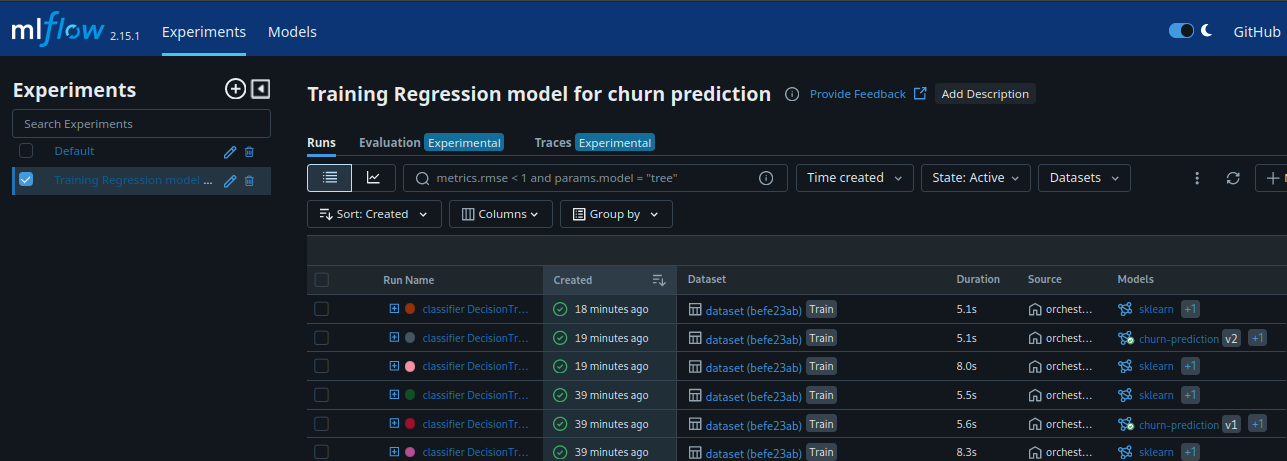 mlflow 2.15.1 Experiments Models GitHub
Experiments
Search Experiments
Default
Training Regression model ...
Training Regression model for churn prediction Provide Feedback Add Description
Runs Evaluation Experimental Traces Experimental
metrics.rmse < 1 and params.model = "tree" Time created State: Active Datasets
Sort: Created Columns Group by
Run Name Created Dataset Duration Source Models
classifier DecisionTr... 18 minutes ago dataset (befe23ab) Train 5.1s orchest... sklearn +1
classifier DecisionTr... 19 minutes ago dataset (befe23ab) Train 5.1s orchest... churn-prediction v2 +1
classifier DecisionTr... 19 minutes ago dataset (befe23ab) Train 8.0s orchest... sklearn +1
classifier DecisionTr... 39 minutes ago dataset (befe23ab) Train 5.5s orchest... sklearn +1
classifier DecisionTr... 39 minutes ago dataset (befe23ab) Train 5.6s orchest... churn-prediction v1 +1
classifier DecisionTr... 39 minutes ago dataset (befe23ab) Train 8.3s orchest... sklearn +1